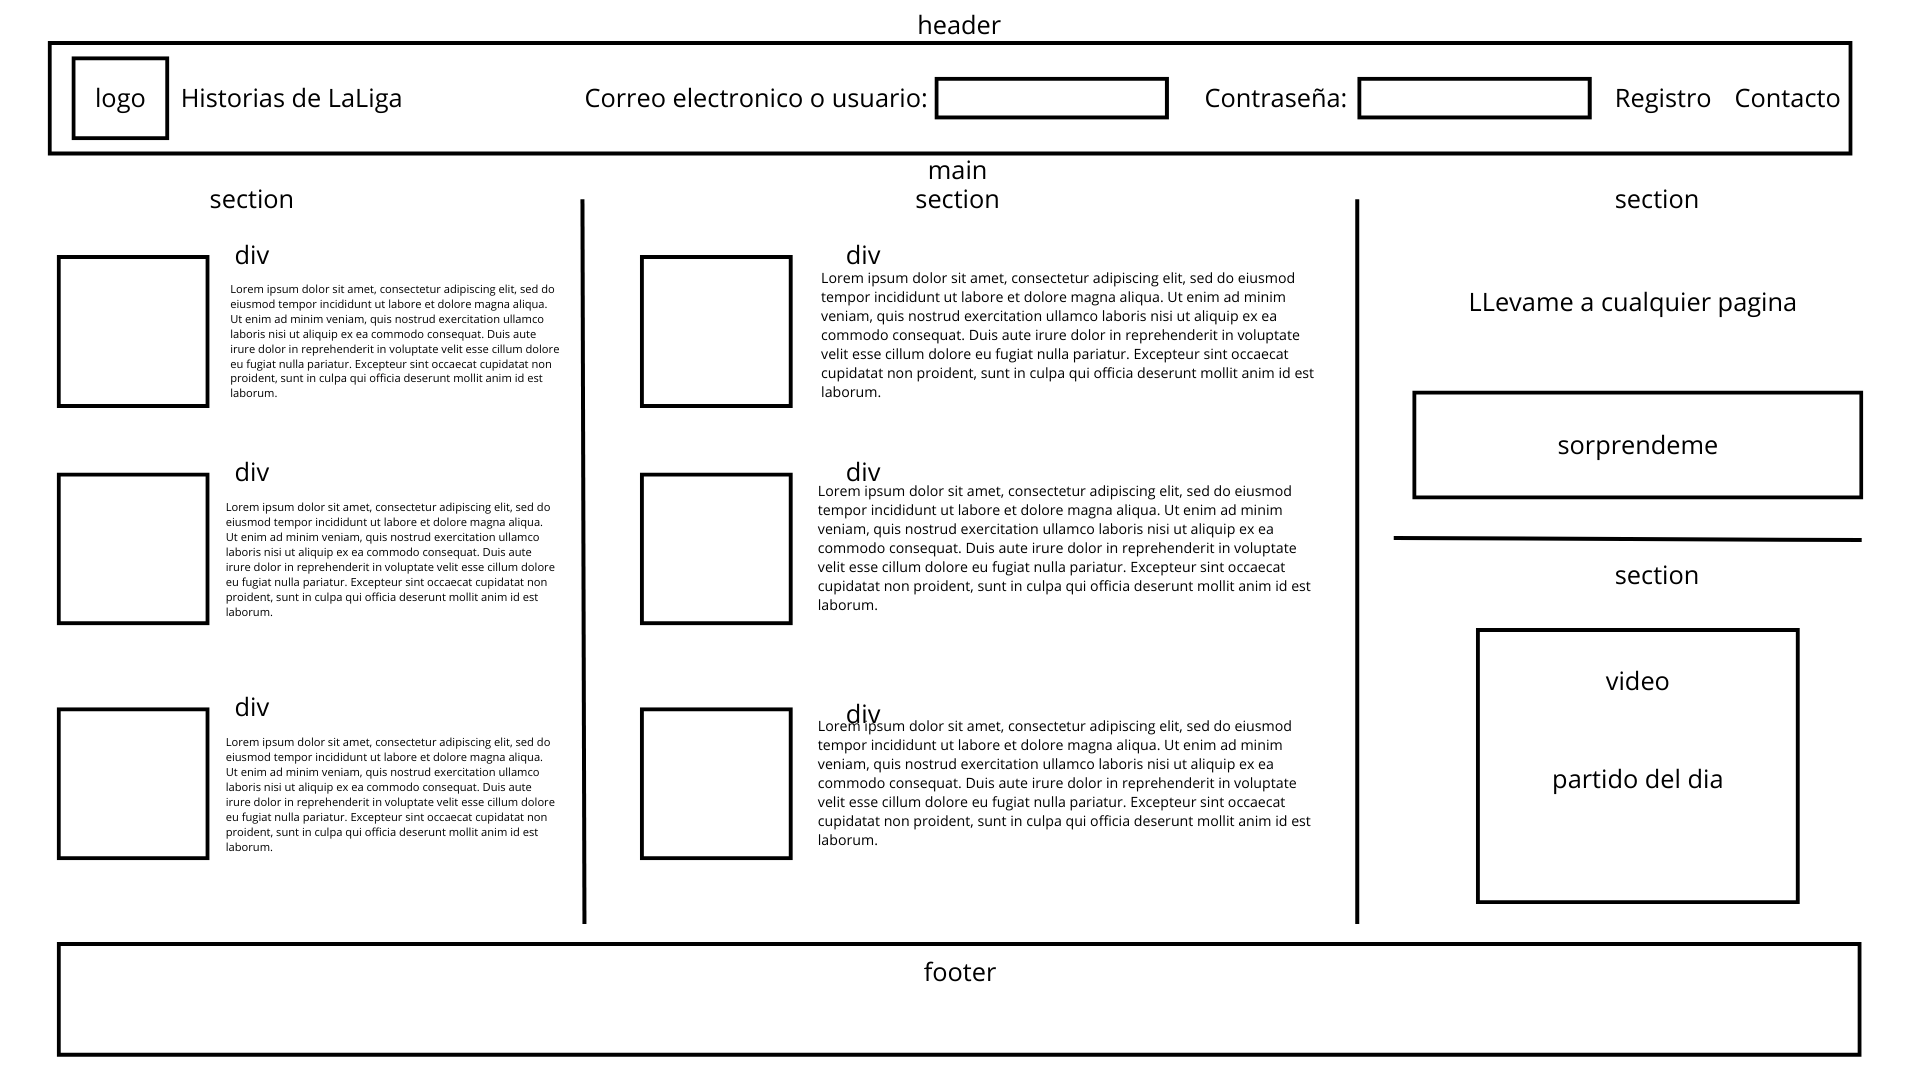 header
logo
Historias de LaLiga
Correo electronico o usuario:
Contraseña:
Registro
Contacto
main
section
div
Lorem ipsum dolor sit amet, consectetur adipiscing elit, sed do
eiusmod tempor incididunt ut labore et dolore magna aliqua.
Ut enim ad minim veniam, quis nostrud exercitation ullamco
laboris nisi ut aliquip ex ea commodo consequat. Duis aute
irure dolor in reprehenderit in voluptate velit esse cillum dolore
eu fugiat nulla pariatur. Excepteur sint occaecat cupidatat non
proident, sunt in culpa qui officia deserunt mollit anim id est
laborum.
div
Lorem ipsum dolor sit amet, consectetur adipiscing elit, sed do
eiusmod tempor incididunt ut labore et dolore magna aliqua.
Ut enim ad minim veniam, quis nostrud exercitation ullamco
laboris nisi ut aliquip ex ea commodo consequat. Duis aute
irure dolor in reprehenderit in voluptate velit esse cillum dolore
eu fugiat nulla pariatur. Excepteur sint occaecat cupidatat non
proident, sunt in culpa qui officia deserunt mollit anim id est
laborum.
div
Lorem ipsum dolor sit amet, consectetur adipiscing elit, sed do
eiusmod tempor incididunt ut labore et dolore magna aliqua.
Ut enim ad minim veniam, quis nostrud exercitation ullamco
laboris nisi ut aliquip ex ea commodo consequat. Duis aute
irure dolor in reprehenderit in voluptate velit esse cillum dolore
eu fugiat nulla pariatur. Excepteur sint occaecat cupidatat non
proident, sunt in culpa qui officia deserunt mollit anim id est
laborum.
section
div
Lorem ipsum dolor sit amet, consectetur adipiscing elit, sed do eiusmod
tempor incididunt ut labore et dolore magna aliqua. Ut enim ad minim
veniam, quis nostrud exercitation ullamco laboris nisi ut aliquip ex ea
commodo consequat. Duis aute irure dolor in reprehenderit in voluptate
velit esse cillum dolore eu fugiat nulla pariatur. Excepteur sint occaecat
cupidatat non proident, sunt in culpa qui officia deserunt mollit anim id est
laborum.
div
Lorem ipsum dolor sit amet, consectetur adipiscing elit, sed do eiusmod
tempor incididunt ut labore et dolore magna aliqua. Ut enim ad minim
veniam, quis nostrud exercitation ullamco laboris nisi ut aliquip ex ea
commodo consequat. Duis aute irure dolor in reprehenderit in voluptate
velit esse cillum dolore eu fugiat nulla pariatur. Excepteur sint occaecat
cupidatat non proident, sunt in culpa qui officia deserunt mollit anim id est
laborum.
div
Lorem ipsum dolor sit amet, consectetur adipiscing elit, sed do eiusmod
tempor incididunt ut labore et dolore magna aliqua. Ut enim ad minim
veniam, quis nostrud exercitation ullamco laboris nisi ut aliquip ex ea
commodo consequat. Duis aute irure dolor in reprehenderit in voluptate
velit esse cillum dolore eu fugiat nulla pariatur. Excepteur sint occaecat
cupidatat non proident, sunt in culpa qui officia deserunt mollit anim id est
laborum.
section
LLevame a cualquier pagina
sorprendeme
section
video
partido del dia
footer